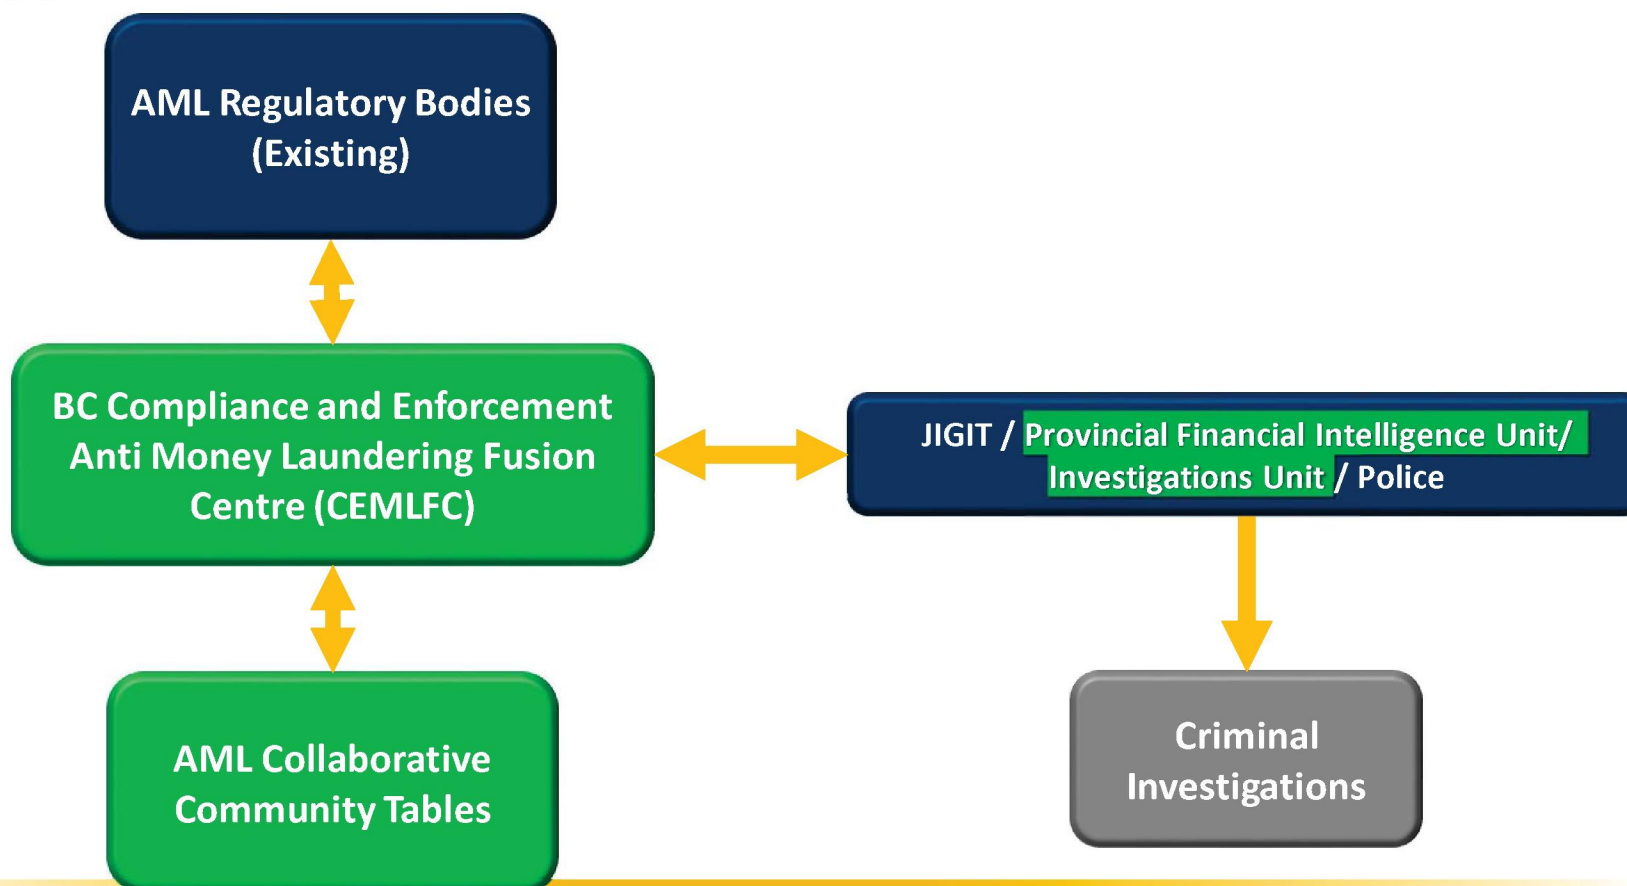 AML Regulatory Bodies
(Existing)
BC Compliance and Enforcement
Anti Money Laundering Fusion
Centre (CEMLFC)
JIGIT / Provincial Financial Intelligence Unit/
Investigations Unit / Police
AML Collaborative
Community Tables
Criminal
Investigations